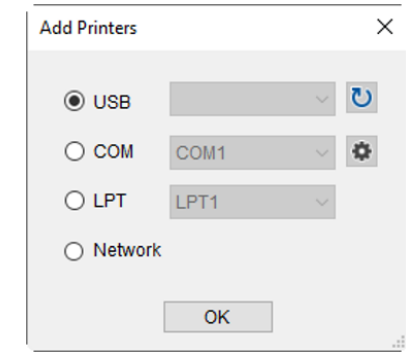 Add Printers
USB
COM COM1
LPT LPT1
Network
OK